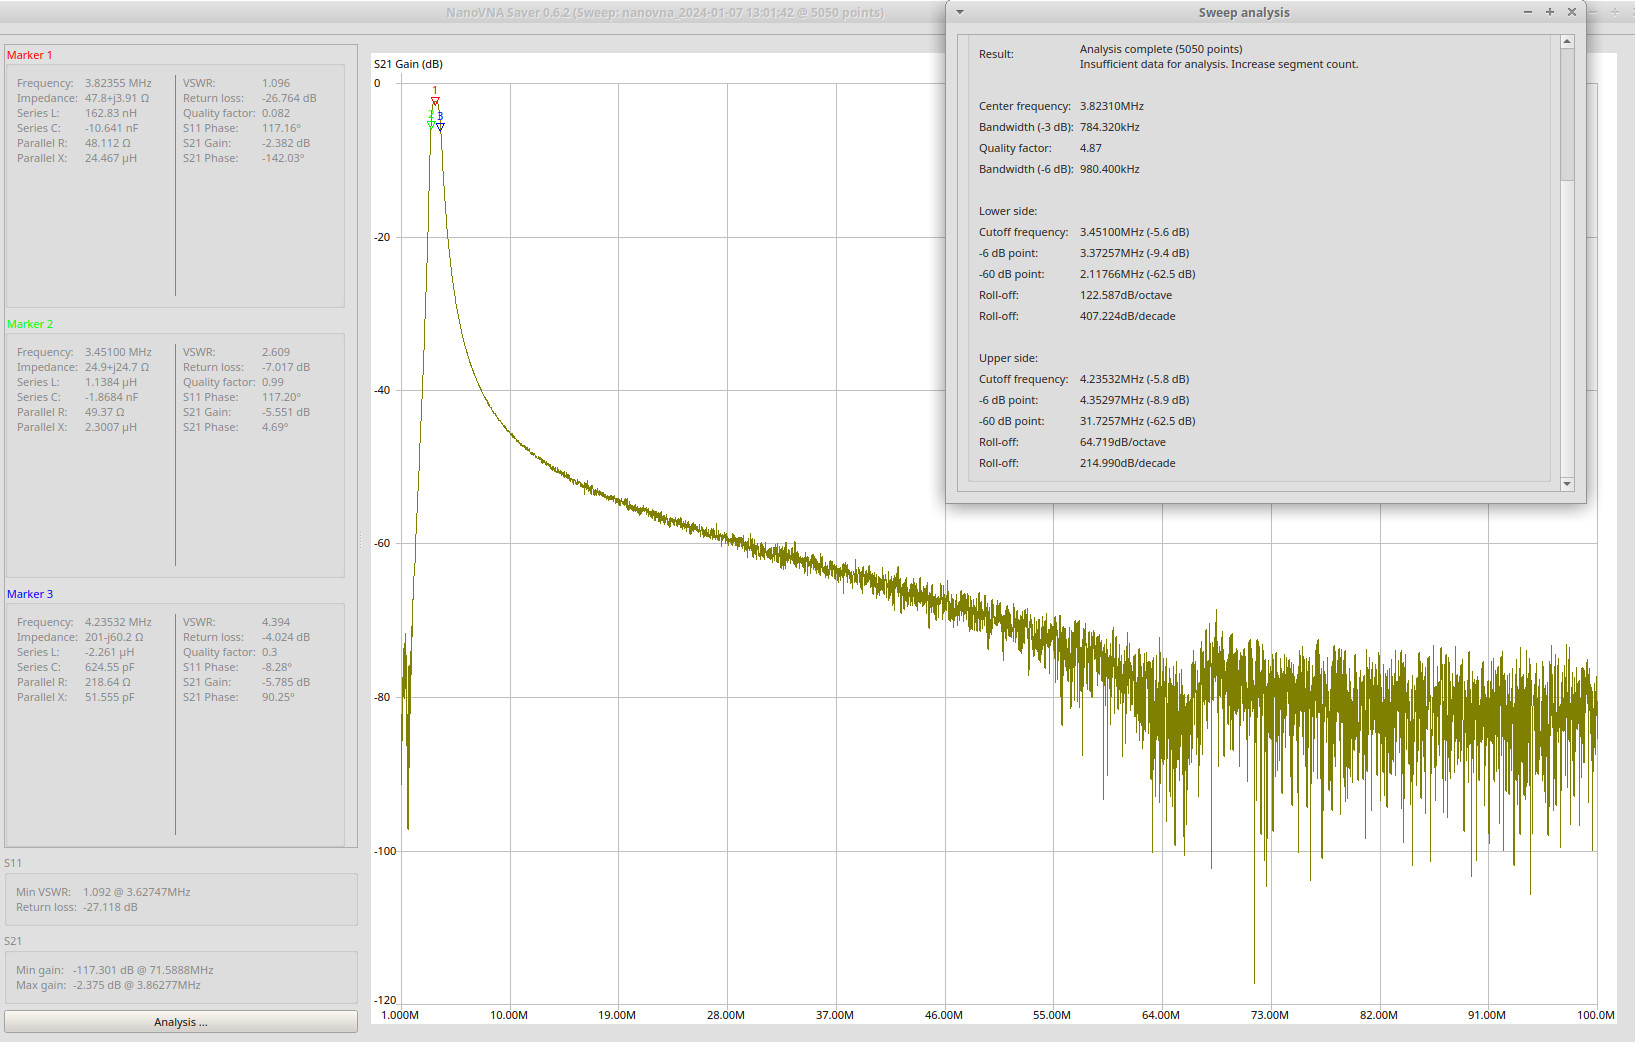 NanoVNA Saver 0.6.2 (Sweep: nanovna_2024-01-07 13:01:42 @ 5050 points)
Marker 1
Frequency: 3.82355 MHz VSWR: 1.096
Impedance: 47.8+j3.91 Ω Return loss: -26.764 dB
Series L: 162.83 nH Quality factor: 0.082
Series C: -10.641 nF S11 Phase: 117.16°
Parallel R: 48.112 Ω S21 Gain: -2.382 dB
Parallel X: 24.467 µH S21 Phase: -142.03°
Marker 2
Frequency: 3.45100 MHz VSWR: 2.609
Impedance: 24.9+j24.7 Ω Return loss: -7.017 dB
Series L: 1.1384 µH Quality factor: 0.99
Series C: -1.8684 nF S11 Phase: 117.20°
Parallel R: 49.37 Ω S21 Gain: -5.551 dB
Parallel X: 2.3007 µH S21 Phase: 4.69°
Marker 3
Frequency: 4.23532 MHz VSWR: 4.394
Impedance: 201-j60.2 Ω Return loss: -4.024 dB
Series L: -2.261 µH Quality factor: 0.3
Series C: 624.55 pF S11 Phase: -8.28°
Parallel R: 218.64 Ω S21 Gain: -5.785 dB
Parallel X: 51.555 pF S21 Phase: 90.25°
S11
Min VSWR: 1.092 @ 3.62747MHz
Return loss: -27.118 dB
S21
Min gain: -117.301 dB @ 71.5888MHz
Max gain: -2.375 dB @ 3.86277MHz
Analysis ...
S21 Gain (dB)
0
-20
-40
-60
-80
-100
-120
1
2
3
1.000M 10.00M 19.00M 28.00M 37.00M 46.00M 55.00M 64.00M 73.00M 82.00M 91.00M 100.0M
Sweep analysis
Result: Analysis complete (5050 points)
Insufficient data for analysis. Increase segment count.
Center frequency: 3.82310MHz
Bandwidth (-3 dB): 784.320kHz
Quality factor: 4.87
Bandwidth (-6 dB): 980.400kHz
Lower side:
Cutoff frequency: 3.45100MHz (-5.6 dB)
-6 dB point: 3.37257MHz (-9.4 dB)
-60 dB point: 2.11766MHz (-62.5 dB)
Roll-off: 122.587dB/octave
Roll-off: 407.224dB/decade
Upper side:
Cutoff frequency: 4.23532MHz (-5.8 dB)
-6 dB point: 4.35297MHz (-8.9 dB)
-60 dB point: 31.7257MHz (-62.5 dB)
Roll-off: 64.719dB/octave
Roll-off: 214.990dB/decade